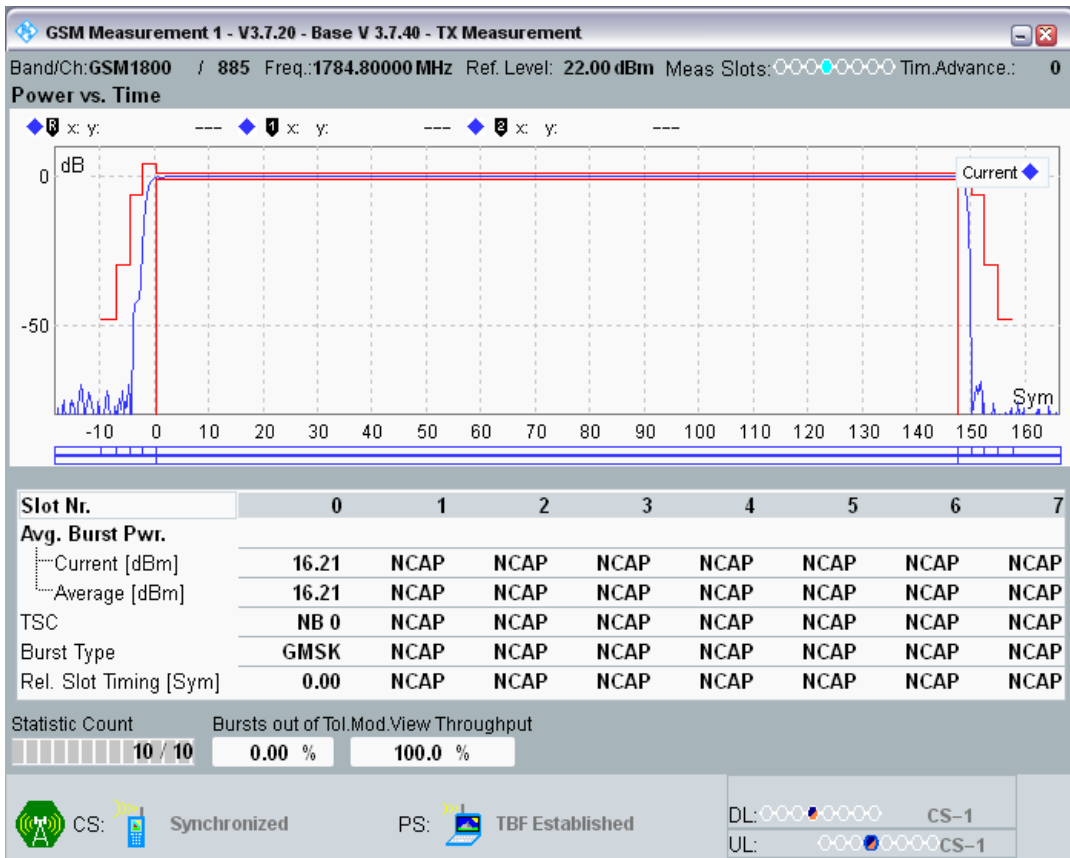 GSM Measurement 1 - V3.7.20 - Base V 3.7.40 - TX Measurement
Band/Ch:GSM1800 / 885 Freq.:1784.80000 MHz Ref. Level: 22.00 dBm Meas Slots: Tim.Advance.: 0
Power vs. Time
R x: y: --- 1 x: y: --- 2 x: y: ---
dB
Current
0
-50
Sym
-10 0 10 20 30 40 50 60 70 80 90 100 110 120 130 140 150 160
Slot Nr. 0 1 2 3 4 5 6 7
Avg. Burst Pwr.
Current [dBm] 16.21 NCAP NCAP NCAP NCAP NCAP NCAP NCAP
Average [dBm] 16.21 NCAP NCAP NCAP NCAP NCAP NCAP NCAP
TSC NB 0 NCAP NCAP NCAP NCAP NCAP NCAP NCAP
Burst Type GMSK NCAP NCAP NCAP NCAP NCAP NCAP NCAP
Rel. Slot Timing [Sym] 0.00 NCAP NCAP NCAP NCAP NCAP NCAP NCAP
Statistic Count Bursts out of Tol.Mod.View Throughput
10 / 10 0.00 % 100.0 %
CS: Synchronized PS: TBF Established
DL: CS-1
UL: CS-1